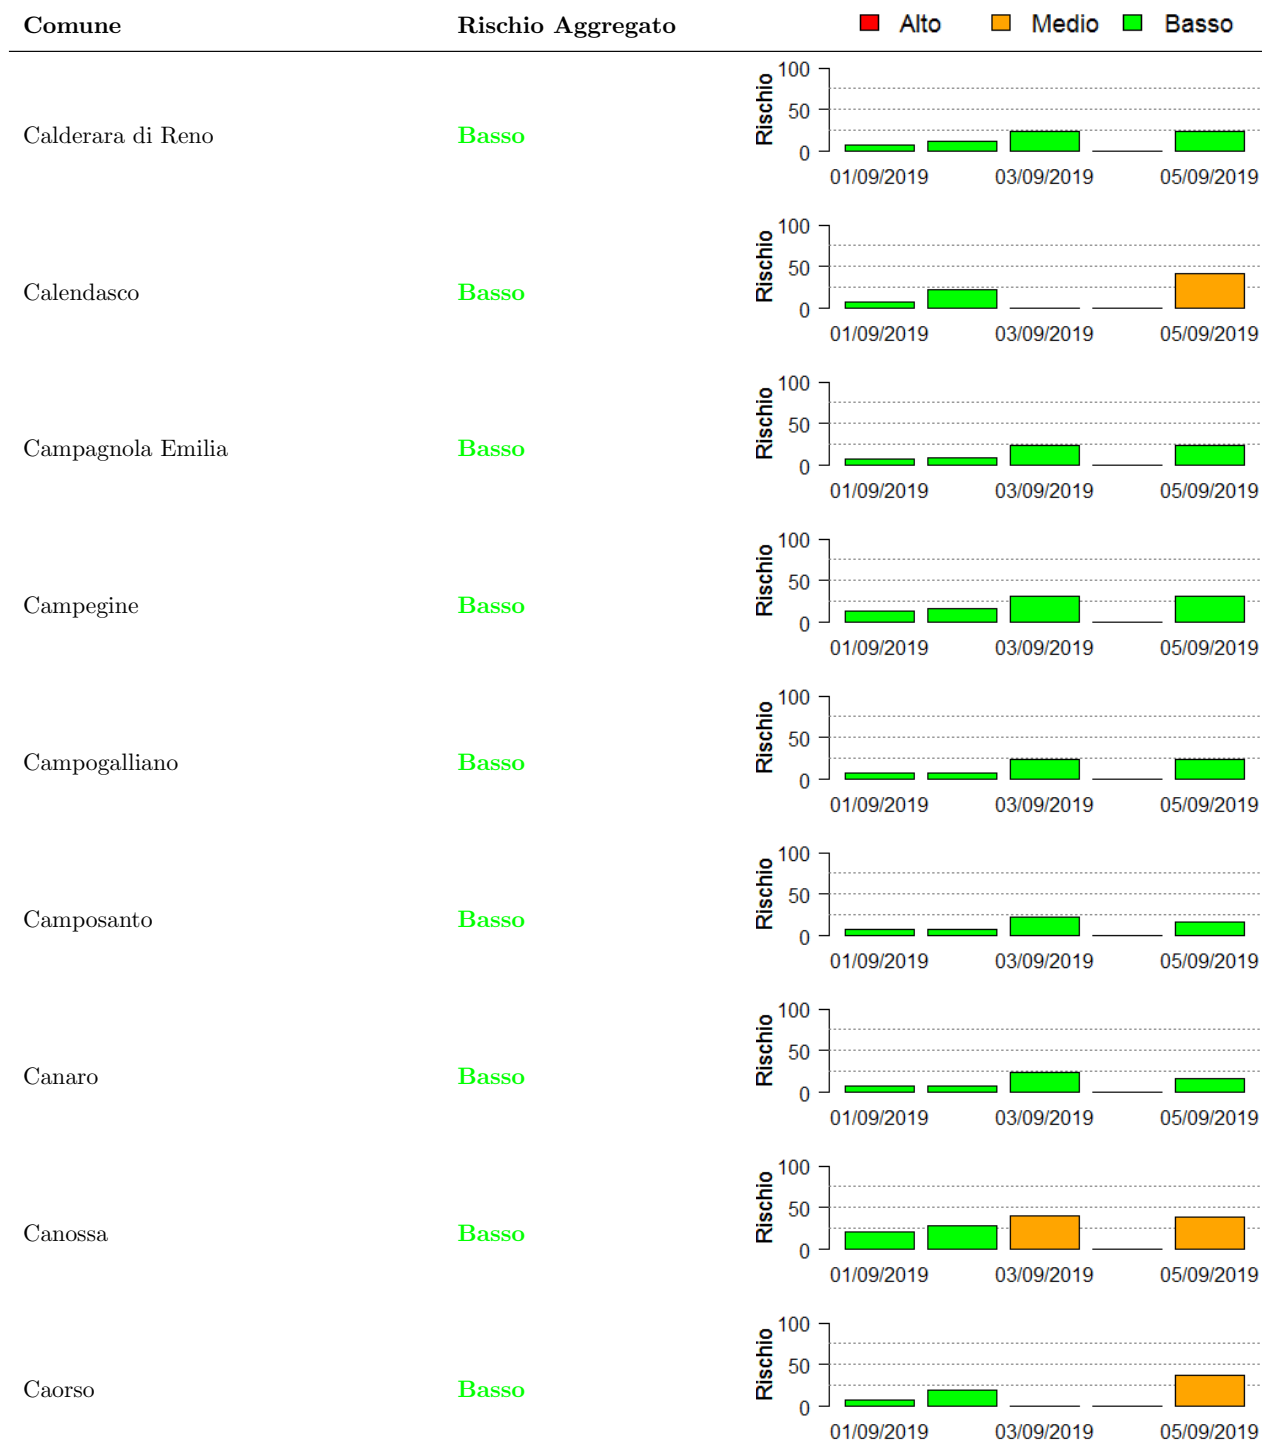 Comune Rischio Aggregato Alto Medio Basso
Calderara di Reno Basso Rischio 100 50 0
01/09/2019 03/09/2019 05/09/2019
Calendasco Basso Rischio 100 50 0
01/09/2019 03/09/2019 05/09/2019
Campagnola Emilia Basso Rischio 100 50 0
01/09/2019 03/09/2019 05/09/2019
Campegine Basso Rischio 100 50 0
01/09/2019 03/09/2019 05/09/2019
Campogalliano Basso Rischio 100 50 0
01/09/2019 03/09/2019 05/09/2019
Camposanto Basso Rischio 100 50 0
01/09/2019 03/09/2019 05/09/2019
Canaro Basso Rischio 100 50 0
01/09/2019 03/09/2019 05/09/2019
Canossa Basso Rischio 100 50 0
01/09/2019 03/09/2019 05/09/2019
Caorso Basso Rischio 100 50 0
01/09/2019 03/09/2019 05/09/2019